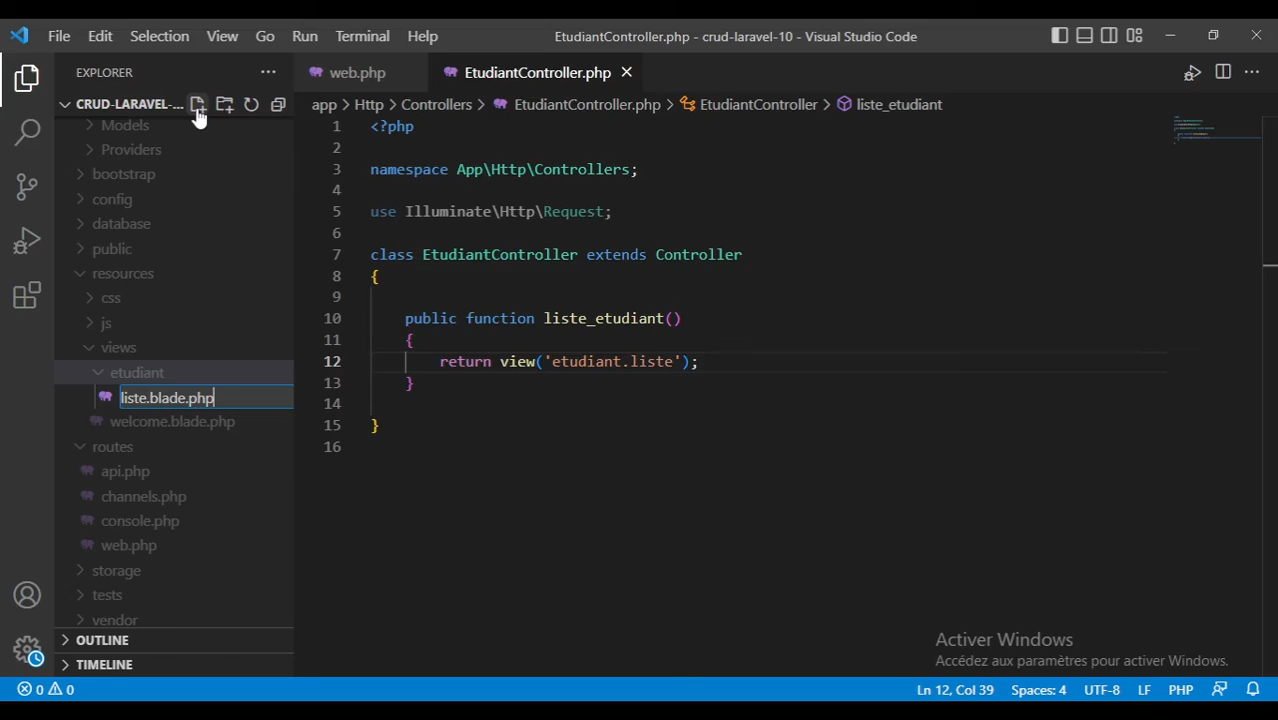 File Edit Selection View Go Run Terminal Help EtudiantController.php - crud-laravel-10 - Visual Studio Code
EXPLORER
CRUD-LARAVEL-...
Models
Providers
bootstrap
config
database
public
resources
css
js
views
etudiant
liste.blade.php
welcome.blade.php
routes
api.php
channels.php
console.php
web.php
storage
tests
vendor
OUTLINE
TIMELINE
web.php EtudiantController.php
app > Http > Controllers > EtudiantController.php > EtudiantController > liste_etudiant
1 <?php
2
3 namespace App\Http\Controllers;
4
5 use Illuminate\Http\Request;
6
7 class EtudiantController extends Controller
8 {
9
10 public function liste_etudiant()
11 {
12 return view('etudiant.liste');
13 }
14
15 }
16
Activer Windows
Accédez aux paramètres pour activer Windows.
0 0 Ln 12, Col 39 Spaces: 4 UTF-8 LF PHP